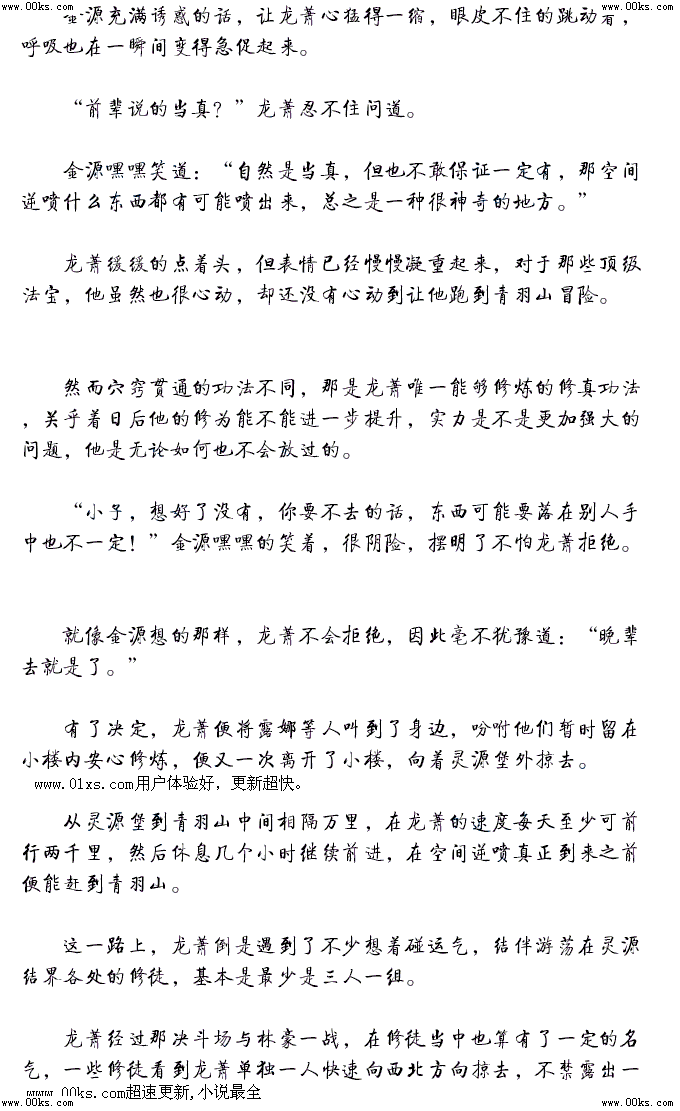 www.00ks.com www.00ks.com
金源充满诱惑的话，让龙萧心猛得一缩，眼皮不住的跳动着，
呼吸也在一瞬间变得急促起来。
“前辈说的当真？”龙萧忍不住问道。
金源嘿嘿笑道：“自然是当真，但也不敢保证一定有，那空间
逆喷什么东西都有可能喷出来，总之是一种很神奇的地方。”
龙萧缓缓的点着头，但表情已经慢慢凝重起来，对于那些顶级
法宝，他虽然也很心动，却还没有心动到让他跑到青羽山冒险。
然而穴窍贯通的功法不同，那是龙萧唯一能够修炼的修真功法
，关乎着日后他的修为能不能进一步提升，实力是不是更加强大的
问题，他是无论如何也不会放过的。
“小子，想好了没有，你要不去的话，东西可能要落在别人手
中也不一定！”金源嘿嘿的笑着，很阴险，摆明了不怕龙萧拒绝。
就像金源想的那样，龙萧不会拒绝，因此毫不犹豫道：“晚辈
去就是了。”
有了决定，龙萧便将露娜等人叫到了身边，吩咐他们暂时留在
小楼内安心修炼，便又一次离开了小楼，向着灵源堡外掠去。
www.01xs.com用户体验好，更新超快。
从灵源堡到青羽山中间相隔万里，在龙萧的速度每天至少可前
行两千里，然后休息几个小时继续前进，在空间逆喷真正到来之前
便能赶到青羽山。
这一路上，龙萧倒是遇到了不少想着碰运气，结伴游荡在灵源
结界各处的修徒，基本是最少是三人一组。
龙萧经过那决斗场与林豪一战，在修徒当中也算有了一定的名
气，一些修徒看到龙萧单独一人快速向西北方向掠去，不禁露出一
www.00ks.com超速更新,小说最全
www.00ks.com www.00ks.com